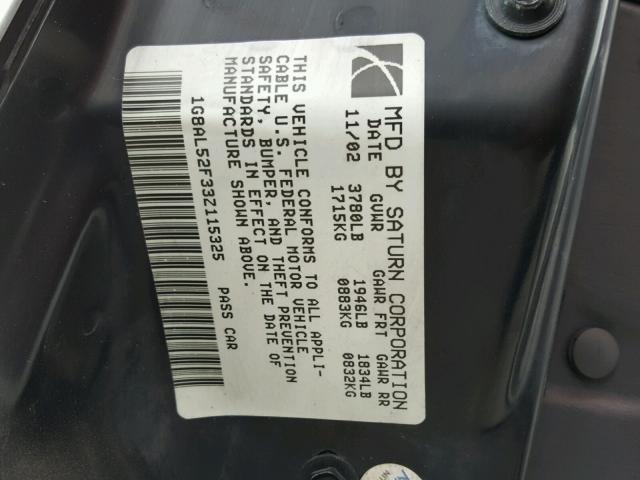 MFD BY SATURN CORPORATION
DATE GVWR GAWR FRT GAWR RR
11/02 3780LB 1946LB 1834LB
1715KG 0883KG 0832KG
THIS VEHICLE CONFORMS TO ALL APPLI-
CABLE U.S. FEDERAL MOTOR VEHICLE
SAFETY, BUMPER, AND THEFT PREVENTION
STANDARDS IN EFFECT ON THE DATE OF
MANUFACTURE SHOWN ABOVE.
1G8AL52F33Z115325 PASS CAR